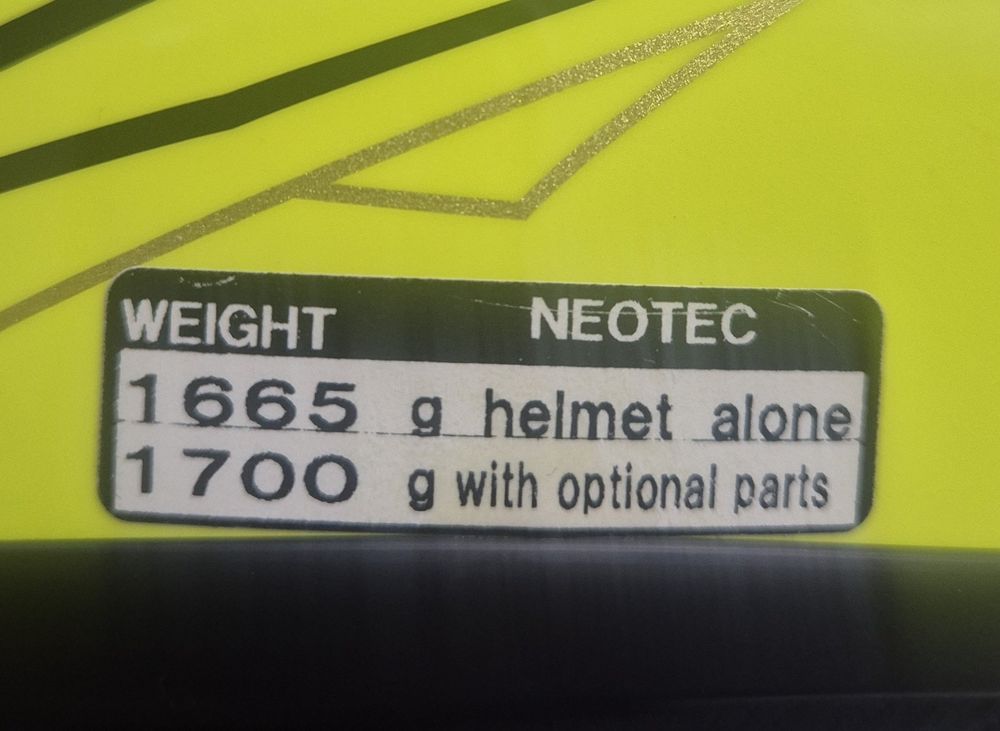 WEIGHT NEOTEC
1665 g helmet alone
1700 g with optional parts